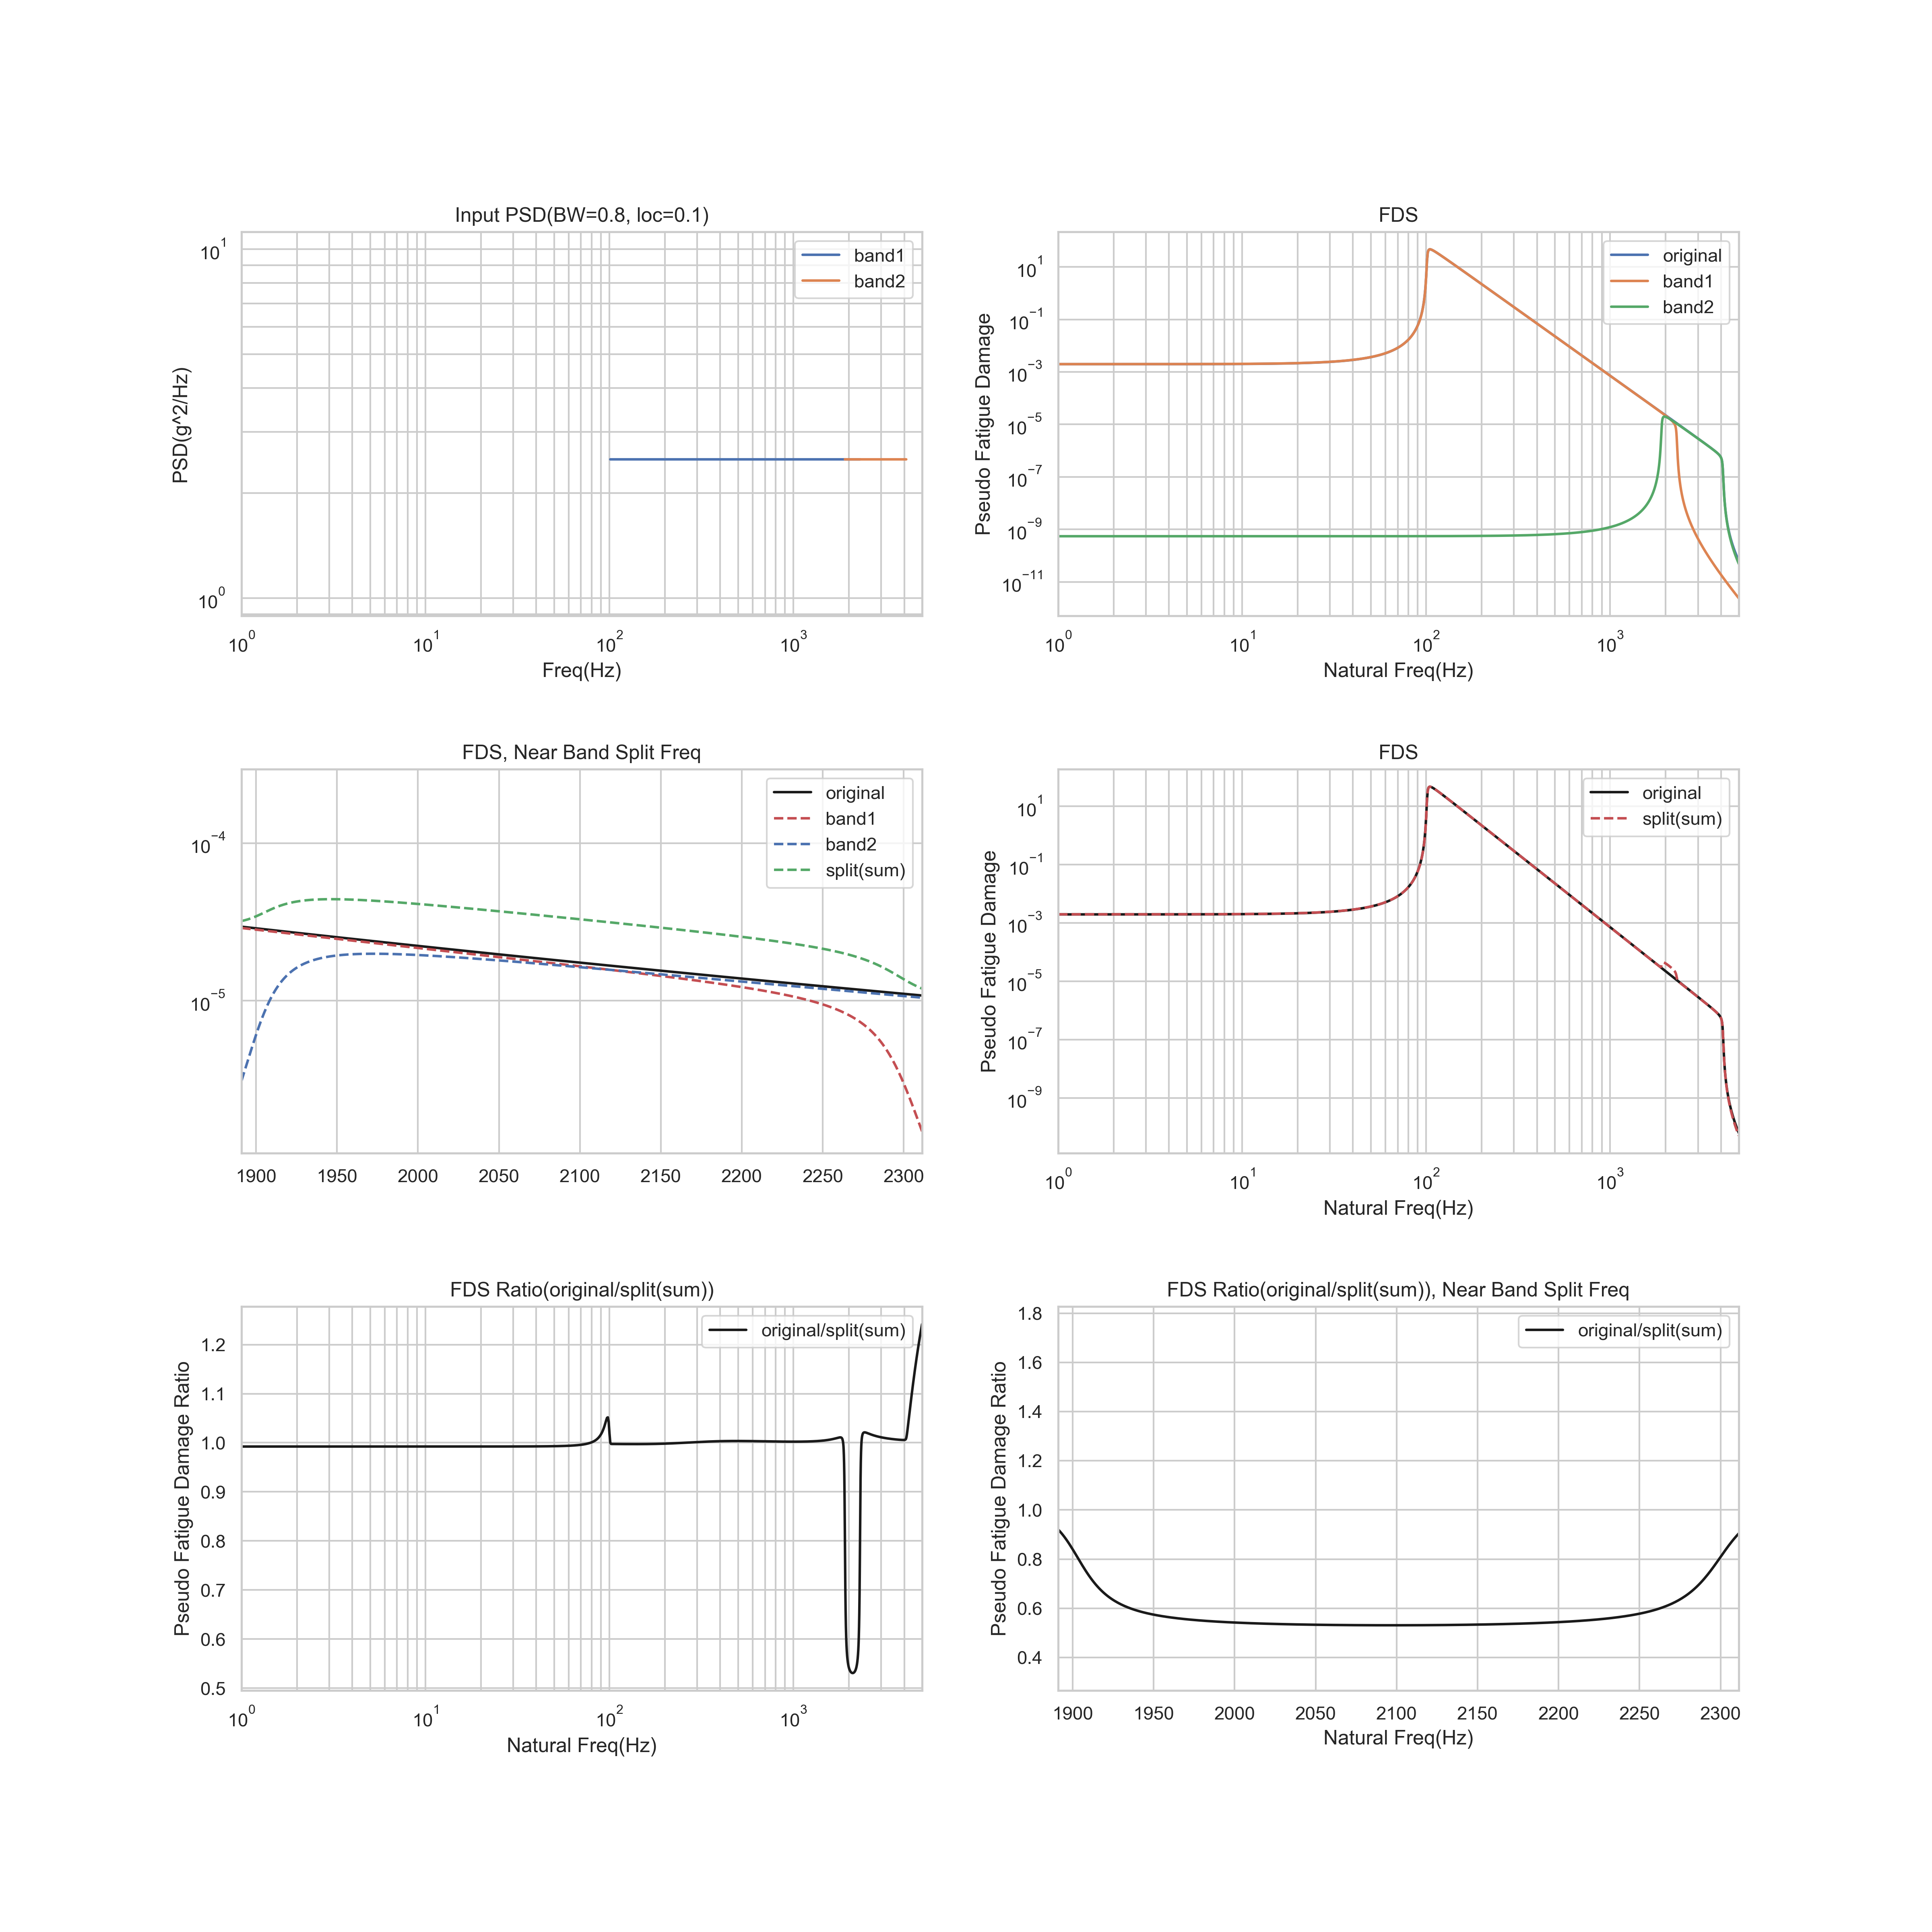 Input PSD(BW=0.8, loc=0.1)
PSD(g^2/Hz)
10^1
10^0
band1
band2
10^0 10^1 10^2 10^3
Freq(Hz)
FDS
Pseudo Fatigue Damage
10^1
10^−1
10^−3
10^−5
10^−7
10^−9
10^−11
original
band1
band2
10^0 10^1 10^2 10^3
Natural Freq(Hz)
FDS, Near Band Split Freq
10^−4
10^−5
original
band1
band2
split(sum)
1900 1950 2000 2050 2100 2150 2200 2250 2300
FDS
Pseudo Fatigue Damage
10^1
10^−1
10^−3
10^−5
10^−7
10^−9
original
split(sum)
10^0 10^1 10^2 10^3
Natural Freq(Hz)
FDS Ratio(original/split(sum))
Pseudo Fatigue Damage Ratio
1.2
1.1
1.0
0.9
0.8
0.7
0.6
0.5
original/split(sum)
10^0 10^1 10^2 10^3
Natural Freq(Hz)
FDS Ratio(original/split(sum)), Near Band Split Freq
Pseudo Fatigue Damage Ratio
1.8
1.6
1.4
1.2
1.0
0.8
0.6
0.4
original/split(sum)
1900 1950 2000 2050 2100 2150 2200 2250 2300
Natural Freq(Hz)